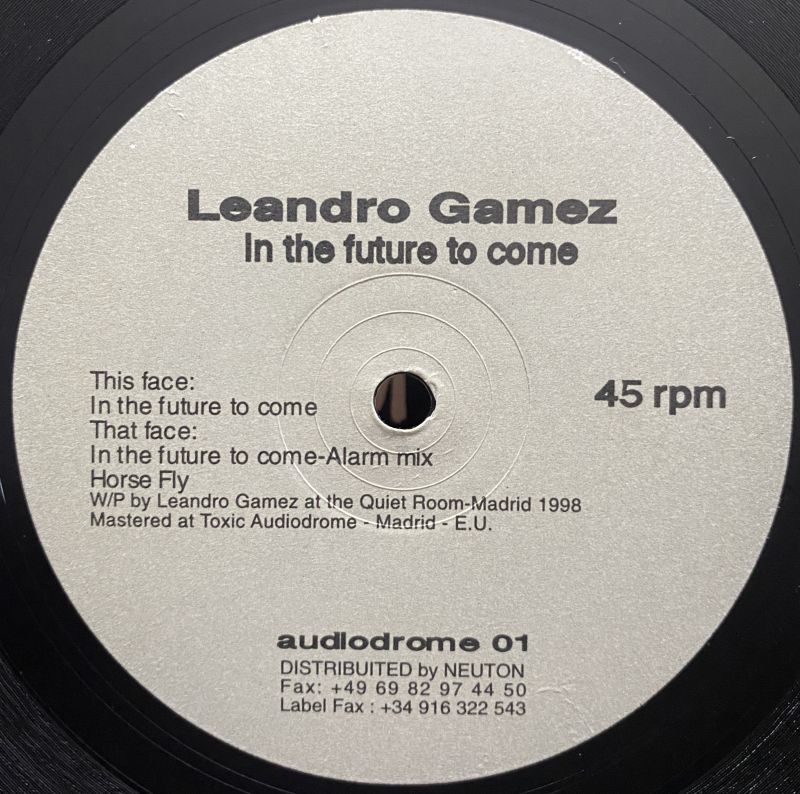 Leandro Gamez
In the future to come
This face:
In the future to come
45 rpm
That face:
In the future to come-Alarm mix
Horse Fly
W/P by Leandro Gamez at the Quiet Room-Madrid 1998
Mastered at Toxic Audiodrome - Madrid - E.U.
audiodrome 01
DISTRIBUITED by NEUTON
Fax: +49 69 82 97 44 50
Label Fax : +34 916 322 543